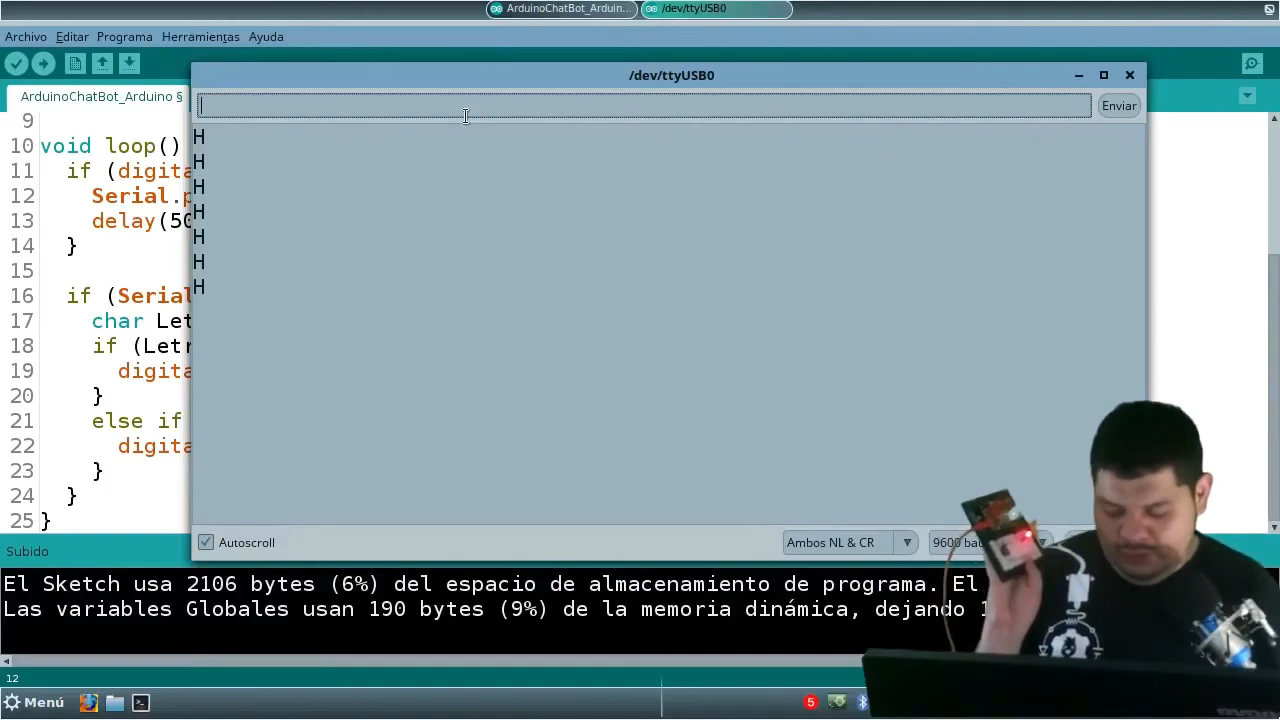 ArduinoChatBot_Arduin...
/dev/ttyUSB0
Archivo Editar Programa Herramientas Ayuda
/dev/ttyUSB0
ArduinoChatBot_Arduino §
Enviar
9
10 void loop()
11 if (digita
12 Serial.p
13 delay(50
14 }
15
16 if (Serial
17 char Let
18 if (Letr
19 digita
20 }
21 else if
22 digita
23 }
24 }
25 }
H
H
H
H
H
H
H
Autoscroll
Ambos NL & CR
9600 bau
Subido
El Sketch usa 2106 bytes (6%) del espacio de almacenamiento de programa. El
Las variables Globales usan 190 bytes (9%) de la memoria dinámica, dejando 1
12
Menú
5